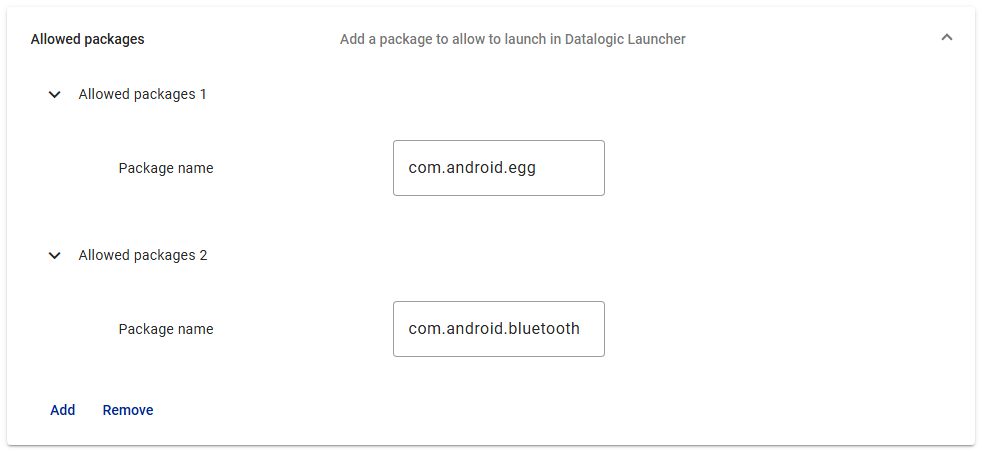 Allowed packages Add a package to allow to launch in Datalogic Launcher
Allowed packages 1
Package name com.android.egg
Allowed packages 2
Package name com.android.bluetooth
Add Remove